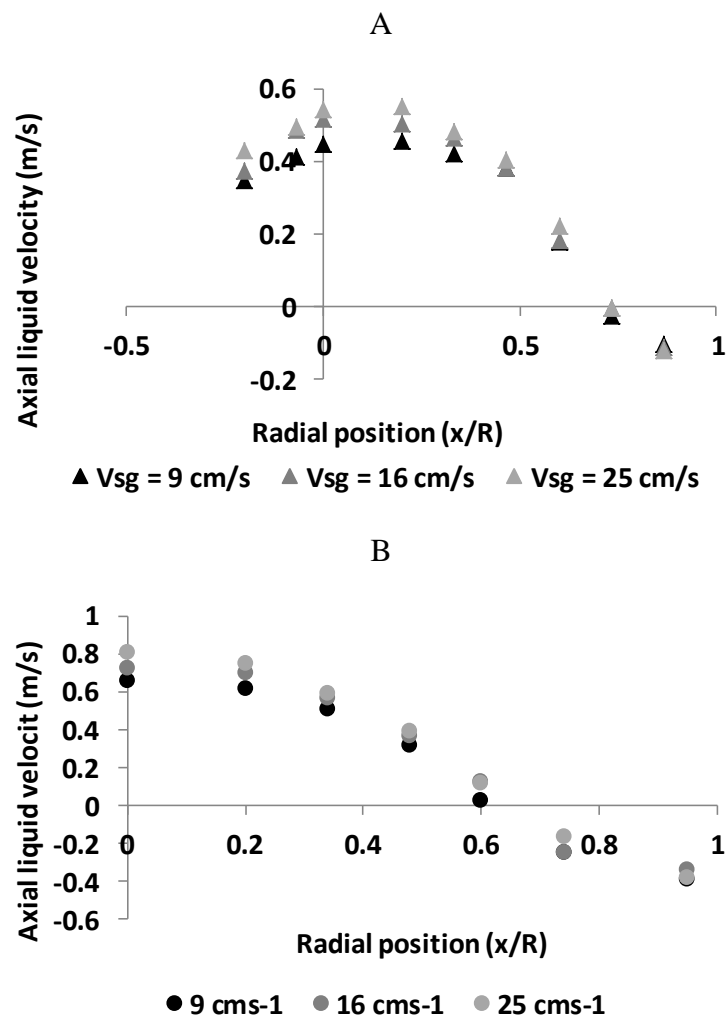 A
0.6
0.4
0.2
0
-0.2
-0.5 0 0.5 1
Axial liquid velocity (m/s)
Radial position (x/R)
Vsg = 9 cm/s Vsg = 16 cm/s Vsg = 25 cm/s
B
1
0.8
0.6
0.4
0.2
0
-0.2
-0.4
-0.6
0 0.2 0.4 0.6 0.8 1
Axial liquid velocit (m/s)
Radial position (x/R)
9 cms-1 16 cms-1 25 cms-1